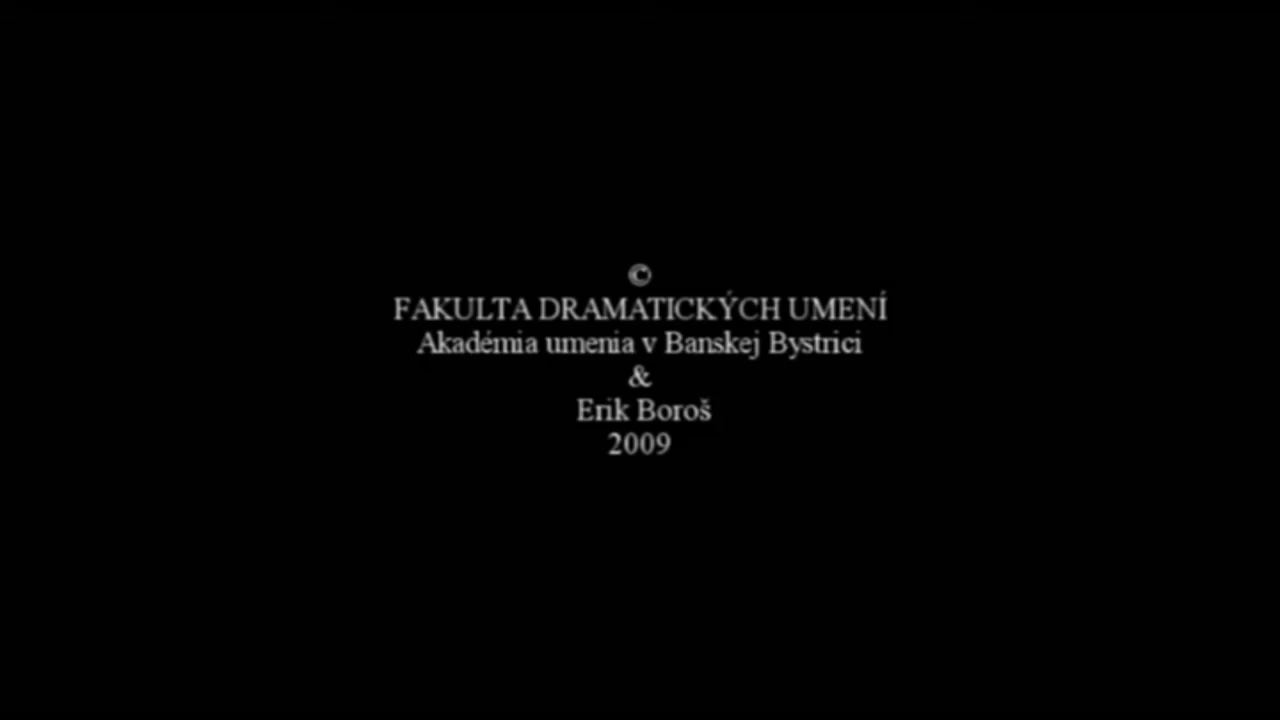 ©
FAKULTA DRAMATICKÝCH UMENÍ
Akadémia umenia v Banskej Bystrici
&
Erik Boroš
2009